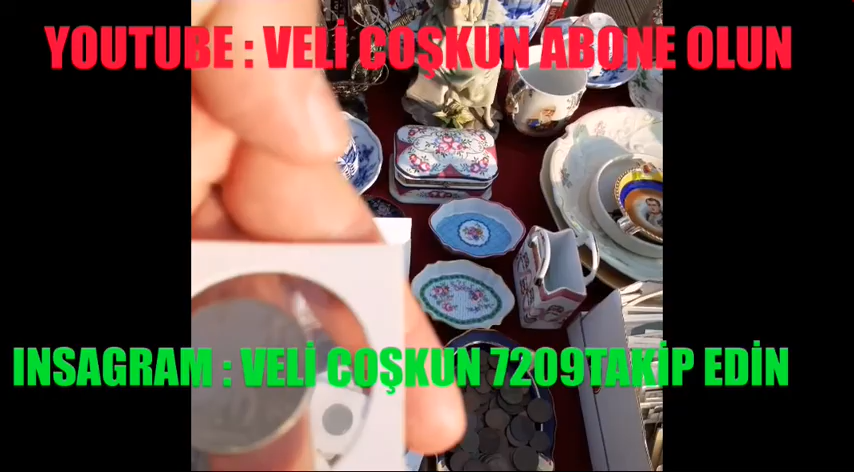 YOUTUBE : VELİ COŞKUN ABONE OLUN
INSAGRAM : VELİ COŞKUN 7209TAKİP EDİN